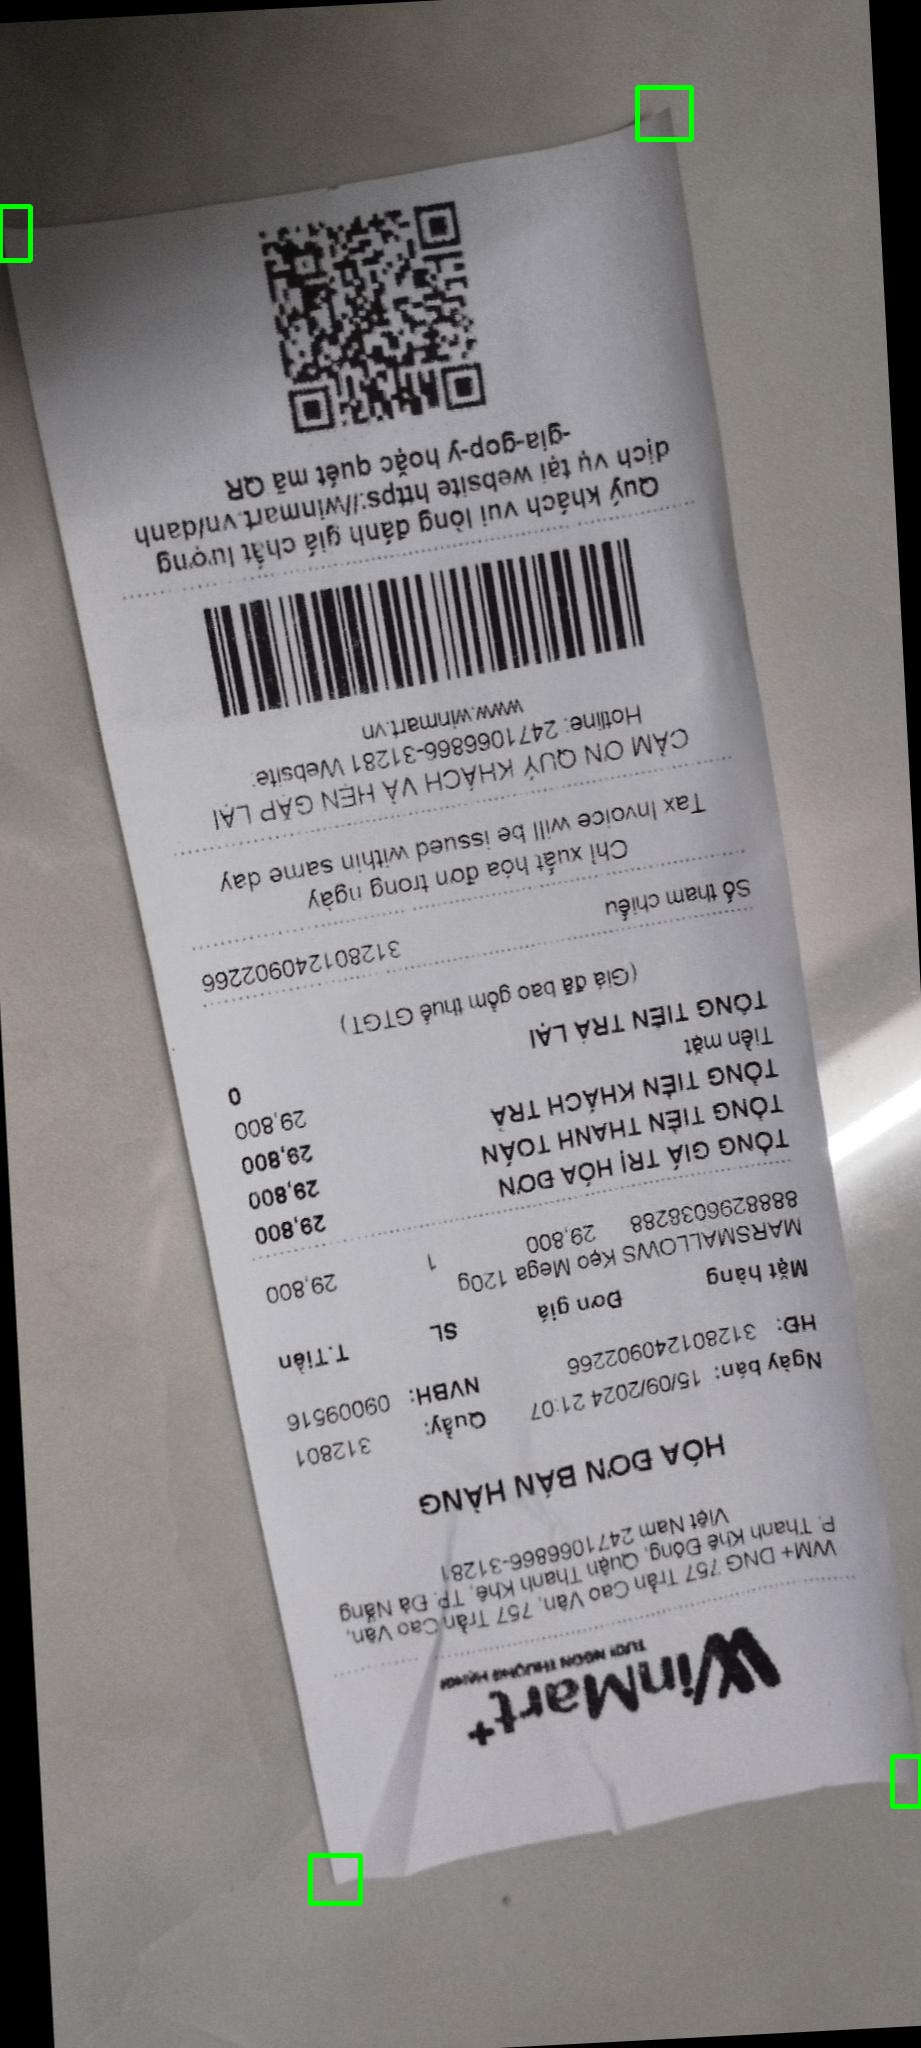 WinMart+
TƯƠI NGON THƯỢNG HẠNG
WM+ DNG 757 Trần Cao Vân, 757 Trần Cao Vân,
P. Thanh Khê Đông, Quận Thanh Khê, TP. Đà Nẵng
Việt Nam 2471066866-31281
HÓA ĐƠN BÁN HÀNG
Ngày bán: 15/09/2024 21:07 Quầy: 312801
HĐ: 312801240902266 NVBH: 09009516
Mặt hàng Đơn giá SL T.Tiền
MARSMALLOWS Kẹo Mega 120g
8888296038288 29,800 1 29,800
TỔNG GIÁ TRỊ HÓA ĐƠN 29,800
TỔNG TIỀN THANH TOÁN 29,800
TỔNG TIỀN KHÁCH TRẢ 29,800
Tiền mặt 29,800
TỔNG TIỀN TRẢ LẠI 0
(Giá đã bao gồm thuế GTGT)
Số tham chiếu 312801240902266
Chỉ xuất hóa đơn trong ngày
Tax Invoice will be issued within same day
CẢM ƠN QUÝ KHÁCH VÀ HẸN GẶP LẠI
Hotline: 2471066866-31281 Website:
www.winmart.vn
Quý khách vui lòng đánh giá chất lượng
dịch vụ tại website https://winmart.vn/danh
-gia-gop-y hoặc quét mã QR